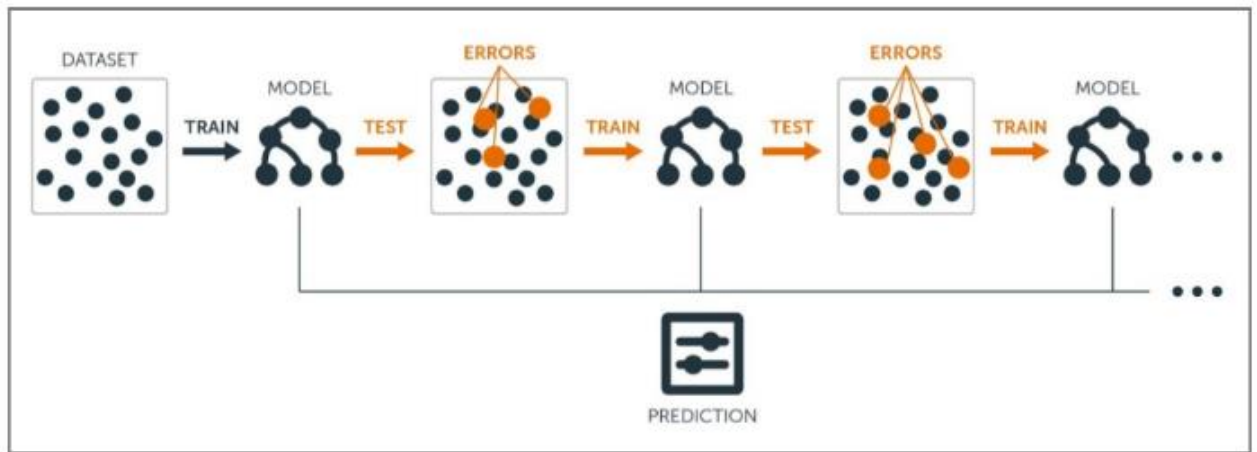 DATASET
MODEL
TRAIN
TEST
ERRORS
TRAIN
MODEL
TEST
ERRORS
TRAIN
MODEL
PREDICTION